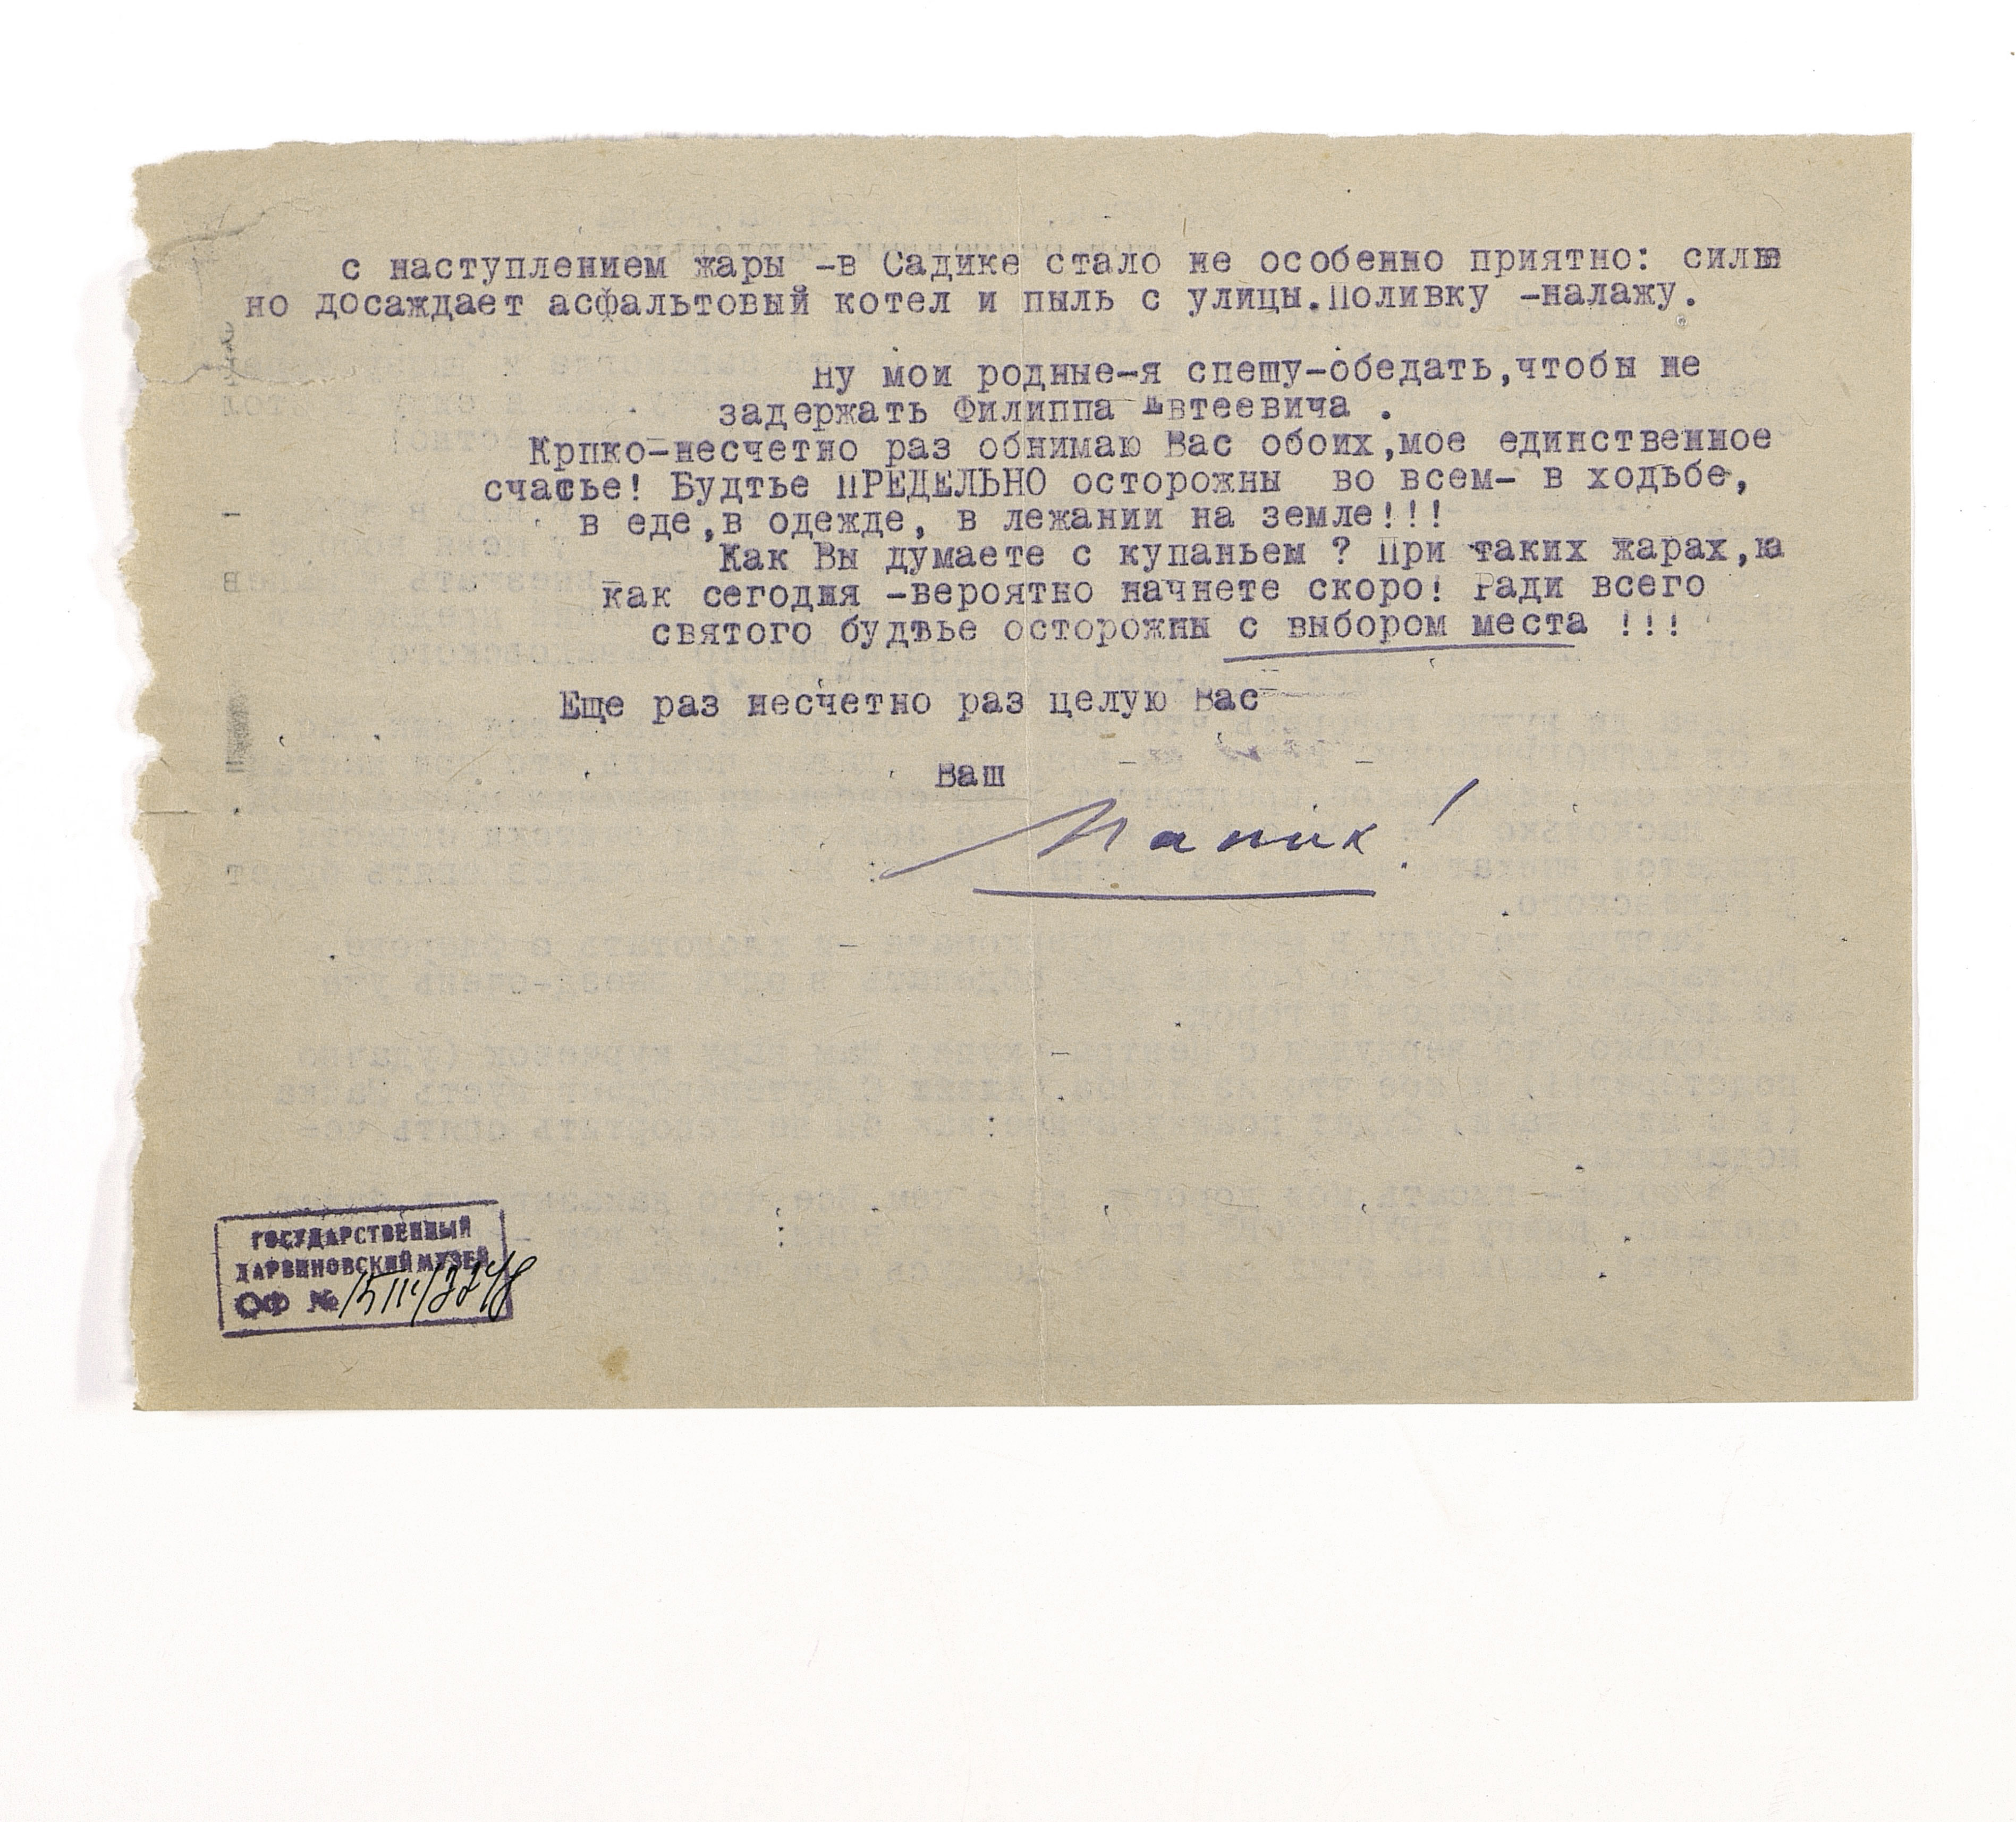 с наступлением жары -в Садике стало не особенно приятно: силь
но досаждает асфальтовый котел и пыль с улицы.Поливку -налажу.
Ну мои родные-я спешу-обедать,чтобы не
задержать Филиппа Евтеевича .
Крпко-несчетно раз обнимаю Вас обоих,мое единственное
счасье! Будтье ПРЕДЕЛЬНО осторожны во всем- в ходьбе,
в еде,в одежде, в лежании на земле!!!
Как Вы думаете с купаньем ? При таких жарах,
как сегодня -вероятно начнете скоро! Ради всего
святого будтье осторожны с выбором места !!!
Еще раз несчетно раз целую Вас
Ваш
Папик!
ГОСУДАРСТВЕННЫЙ
ДАРВИНОВСКИЙ МУЗЕЙ
ОФ №